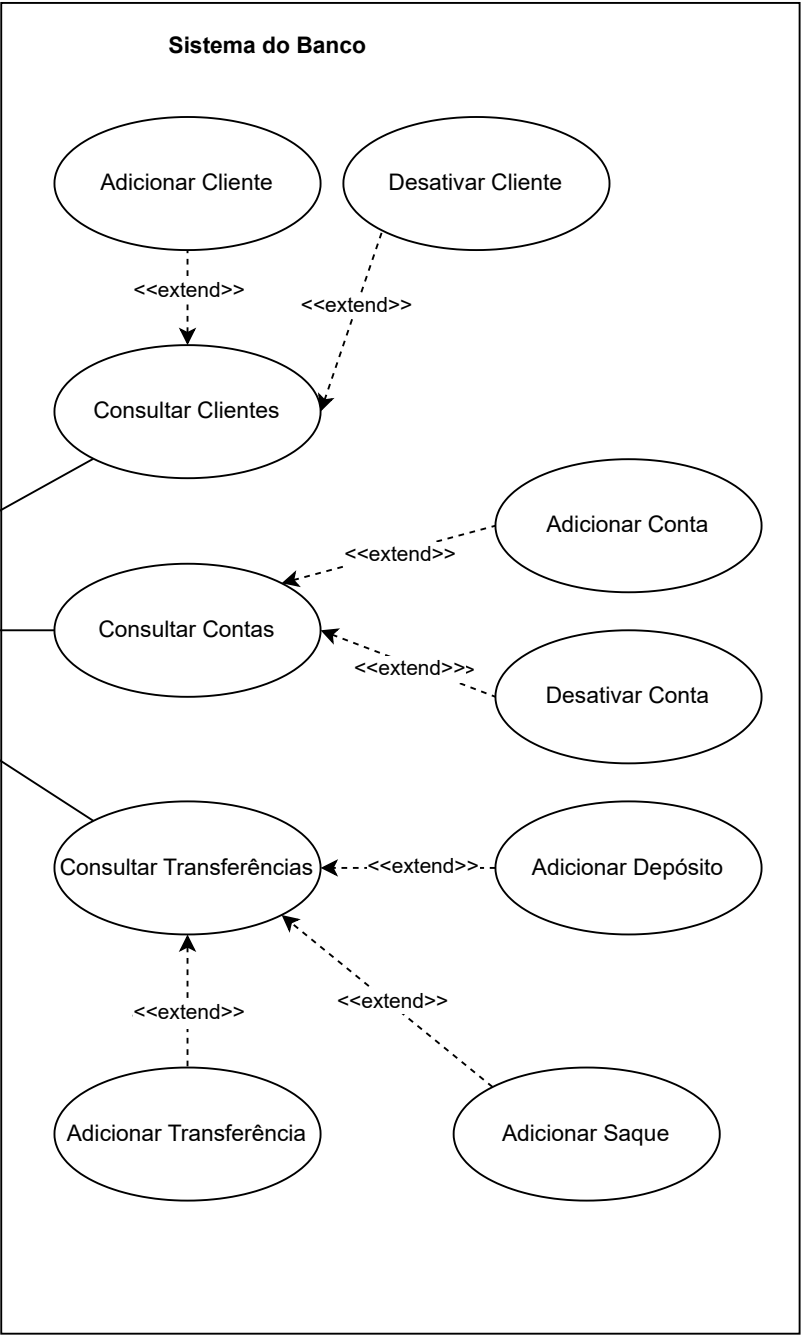 Sistema do Banco
Adicionar Cliente
Desativar Cliente
<<extend>>
<<extend>>
Consultar Clientes
Adicionar Conta
<<extend>>
Consultar Contas
<<extend>>>
Desativar Conta
Consultar Transferências
<<extend>>
Adicionar Depósito
<<extend>>
<<extend>>
Adicionar Transferência
Adicionar Saque